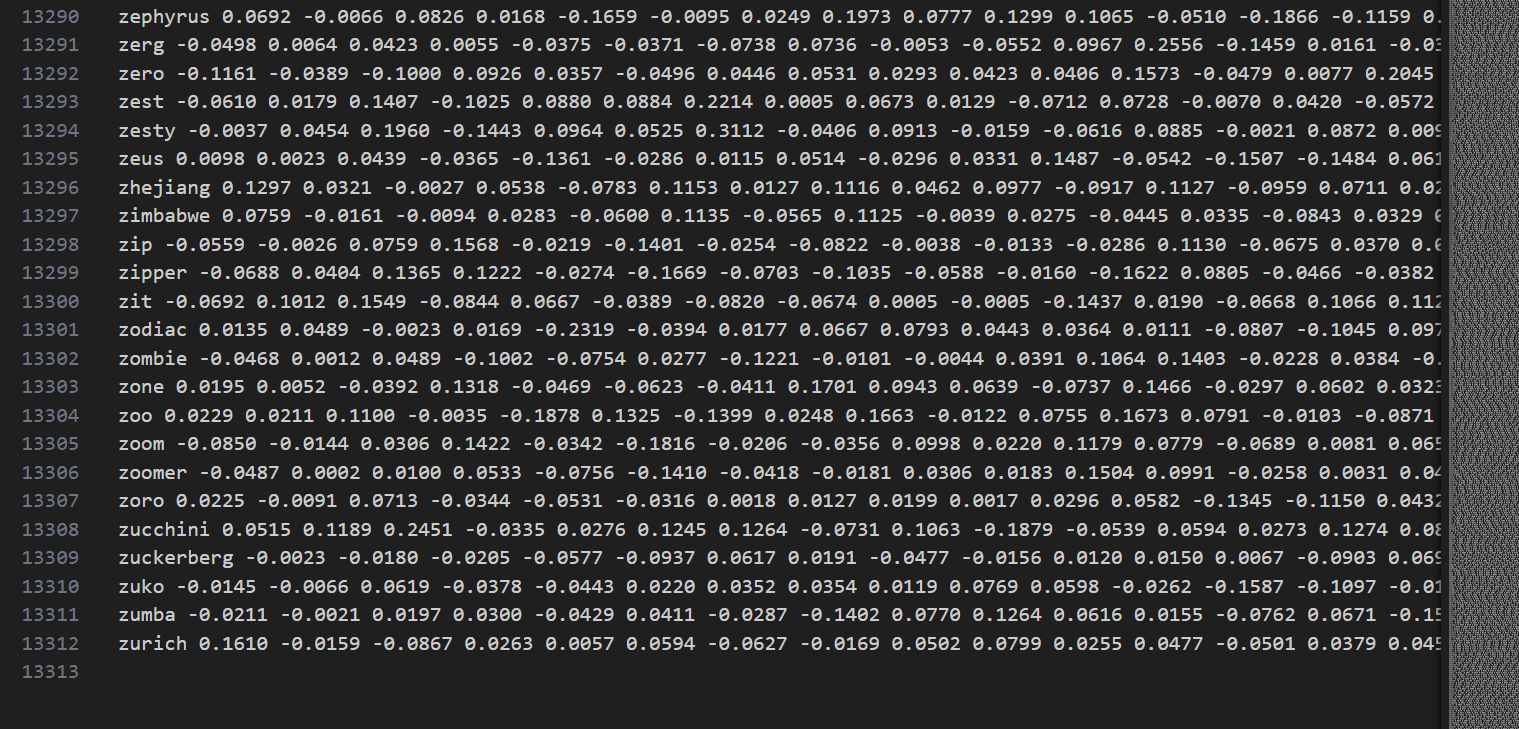 13290 zephyrus 0.0692 -0.0066 0.0826 0.0168 -0.1659 -0.0095 0.0249 0.1973 0.0777 0.1299 0.1065 -0.0510 -0.1866 -0.1159 0.
13291 zerg -0.0498 0.0064 0.0423 0.0055 -0.0375 -0.0371 -0.0738 0.0736 -0.0053 -0.0552 0.0967 0.2556 -0.1459 0.0161 -0.03
13292 zero -0.1161 -0.0389 -0.1000 0.0926 0.0357 -0.0496 0.0446 0.0531 0.0293 0.0423 0.0406 0.1573 -0.0479 0.0077 0.2045
13293 zest -0.0610 0.0179 0.1407 -0.1025 0.0880 0.0884 0.2214 0.0005 0.0673 0.0129 -0.0712 0.0728 -0.0070 0.0420 -0.0572
13294 zesty -0.0037 0.0454 0.1960 -0.1443 0.0964 0.0525 0.3112 -0.0406 0.0913 -0.0159 -0.0616 0.0885 -0.0021 0.0872 0.009
13295 zeus 0.0098 0.0023 0.0439 -0.0365 -0.1361 -0.0286 0.0115 0.0514 -0.0296 0.0331 0.1487 -0.0542 -0.1507 -0.1484 0.061
13296 zhejiang 0.1297 0.0321 -0.0027 0.0538 -0.0783 0.1153 0.0127 0.1116 0.0462 0.0977 -0.0917 0.1127 -0.0959 0.0711 0.02
13297 zimbabwe 0.0759 -0.0161 -0.0094 0.0283 -0.0600 0.1135 -0.0565 0.1125 -0.0039 0.0275 -0.0445 0.0335 -0.0843 0.0329
13298 zip -0.0559 -0.0026 0.0759 0.1568 -0.0219 -0.1401 -0.0254 -0.0822 -0.0038 -0.0133 -0.0286 0.1130 -0.0675 0.0370 0.0
13299 zipper -0.0688 0.0404 0.1365 0.1222 -0.0274 -0.1669 -0.0703 -0.1035 -0.0588 -0.0160 -0.1622 0.0805 -0.0466 -0.0382
13300 zit -0.0692 0.1012 0.1549 -0.0844 0.0667 -0.0389 -0.0820 -0.0674 0.0005 -0.0005 -0.1437 0.0190 -0.0668 0.1066 0.112
13301 zodiac 0.0135 0.0489 -0.0023 0.0169 -0.2319 -0.0394 0.0177 0.0667 0.0793 0.0443 0.0364 0.0111 -0.0807 -0.1045 0.097
13302 zombie -0.0468 0.0012 0.0489 -0.1002 -0.0754 0.0277 -0.1221 -0.0101 -0.0044 0.0391 0.1064 0.1403 -0.0228 0.0384 -0.
13303 zone 0.0195 0.0052 -0.0392 0.1318 -0.0469 -0.0623 -0.0411 0.1701 0.0943 0.0639 -0.0737 0.1466 -0.0297 0.0602 0.0323
13304 zoo 0.0229 0.0211 0.1100 -0.0035 -0.1878 0.1325 -0.1399 0.0248 0.1663 -0.0122 0.0755 0.1673 0.0791 -0.0103 -0.0871
13305 zoom -0.0850 -0.0144 0.0306 0.1422 -0.0342 -0.1816 -0.0206 -0.0356 0.0998 0.0220 0.1179 0.0779 -0.0689 0.0081 0.065
13306 zoomer -0.0487 0.0002 0.0100 0.0533 -0.0756 -0.1410 -0.0418 -0.0181 0.0306 0.0183 0.1504 0.0991 -0.0258 0.0031 0.04
13307 zoro 0.0225 -0.0091 0.0713 -0.0344 -0.0531 -0.0316 0.0018 0.0127 0.0199 0.0017 0.0296 0.0582 -0.1345 -0.1150 0.0432
13308 zucchini 0.0515 0.1189 0.2451 -0.0335 0.0276 0.1245 0.1264 -0.0731 0.1063 -0.1879 -0.0539 0.0594 0.0273 0.1274 0.08
13309 zuckerberg -0.0023 -0.0180 -0.0205 -0.0577 -0.0937 0.0617 0.0191 -0.0477 -0.0156 0.0120 0.0150 0.0067 -0.0903 0.069
13310 zuko -0.0145 -0.0066 0.0619 -0.0378 -0.0443 0.0220 0.0352 0.0354 0.0119 0.0769 0.0598 -0.0262 -0.1587 -0.1097 -0.01
13311 zumba -0.0211 -0.0021 0.0197 0.0300 -0.0429 0.0411 -0.0287 -0.1402 0.0770 0.1264 0.0616 0.0155 -0.0762 0.0671 -0.15
13312 zurich 0.1610 -0.0159 -0.0867 0.0263 0.0057 0.0594 -0.0627 -0.0169 0.0502 0.0799 0.0255 0.0477 -0.0501 0.0379 0.045
13313